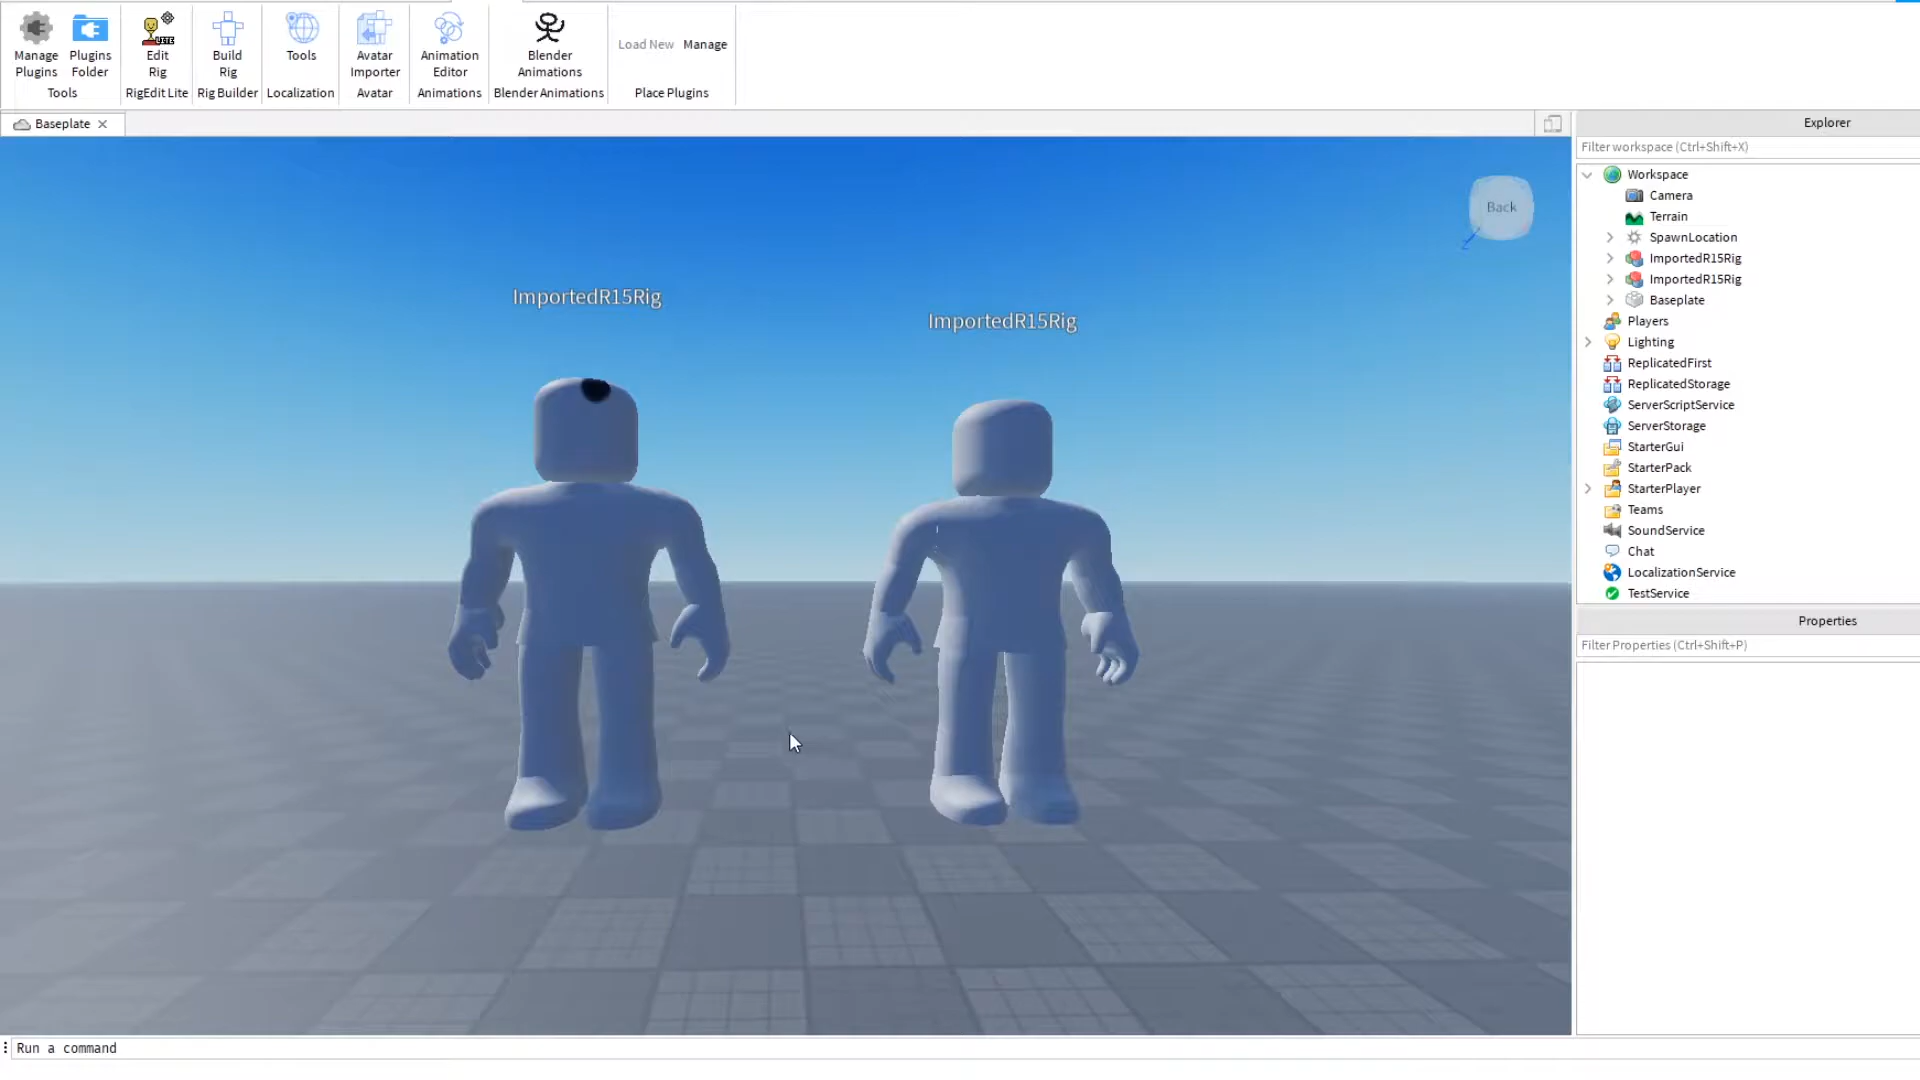 Manage
Plugins
Plugins
Folder
Tools
LITE
Edit
Rig
RigEdit Lite
Build
Rig
Rig Builder
Tools
Localization
Avatar
Importer
Avatar
Animation
Editor
Animations
Blender
Animations
Blender Animations
Load New Manage
Place Plugins
Baseplate
Explorer
Filter workspace (Ctrl+Shift+X)
Workspace
Camera
Terrain
SpawnLocation
ImportedR15Rig
ImportedR15Rig
Baseplate
Players
Lighting
ReplicatedFirst
ReplicatedStorage
ServerScriptService
ServerStorage
StarterGui
StarterPack
StarterPlayer
Teams
SoundService
Chat
LocalizationService
TestService
Back
Z
ImportedR15Rig
ImportedR15Rig
Properties
Filter Properties (Ctrl+Shift+P)
Run a command